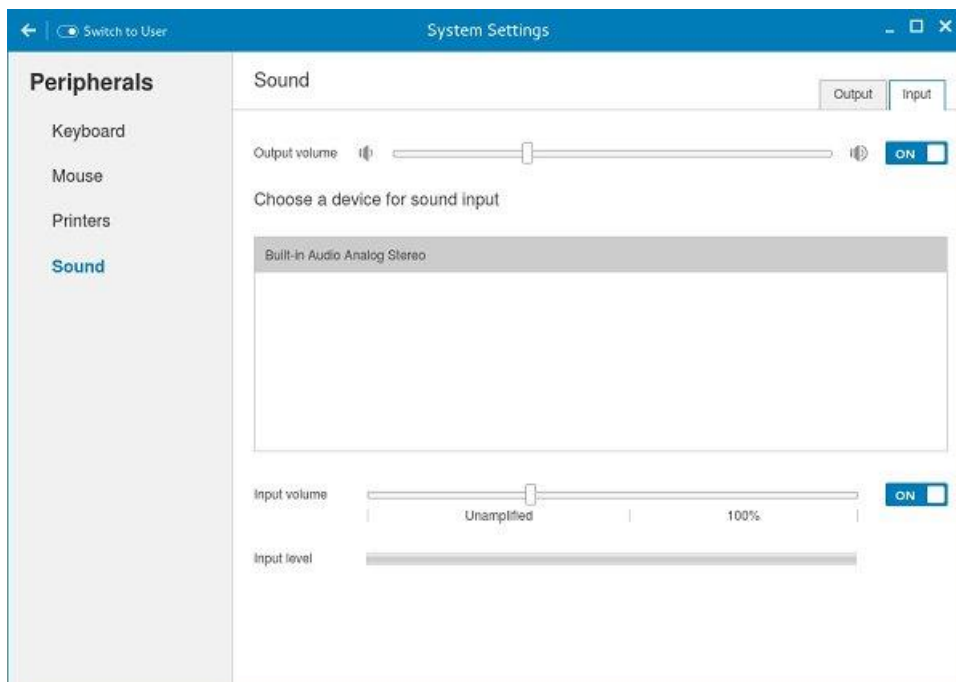 Switch to User
System Settings
Peripherals
Keyboard
Mouse
Printers
Sound
Sound
Output
Input
Output volume
ON
Choose a device for sound input
Built-in Audio Analog Stereo
Input volume
ON
Unamplified
100%
Input level